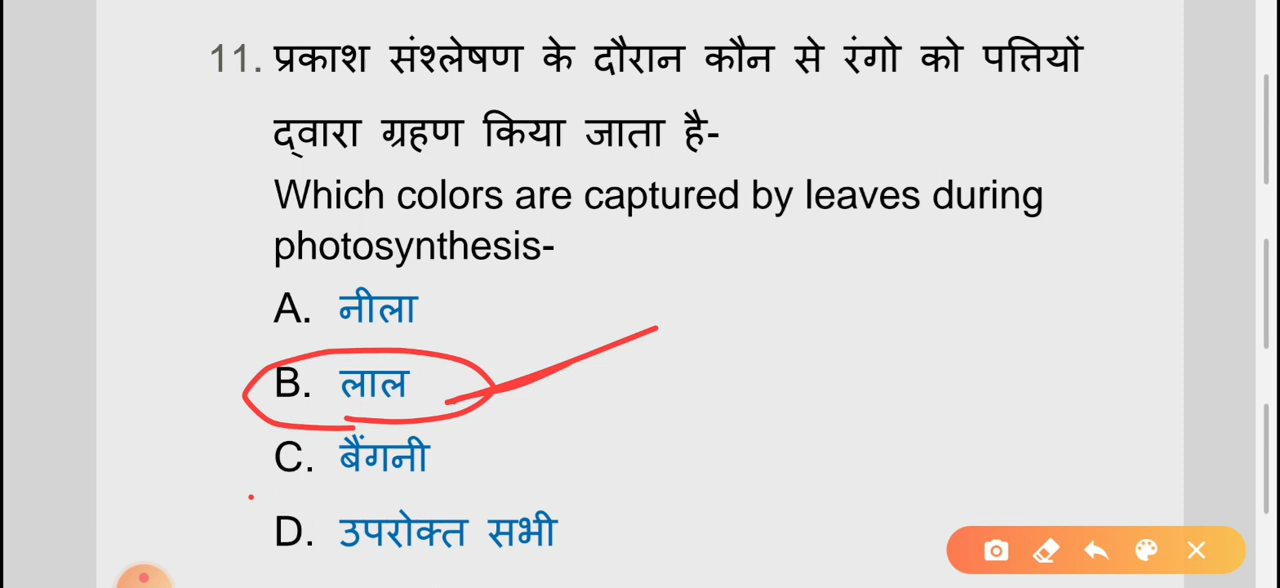 11. प्रकाश संश्लेषण के दौरान कौन से रंगो को पत्तियों
द्वारा ग्रहण किया जाता है-
Which colors are captured by leaves during
photosynthesis-
A. नीला
B. लाल
C. बैंगनी
D. उपरोक्त सभी